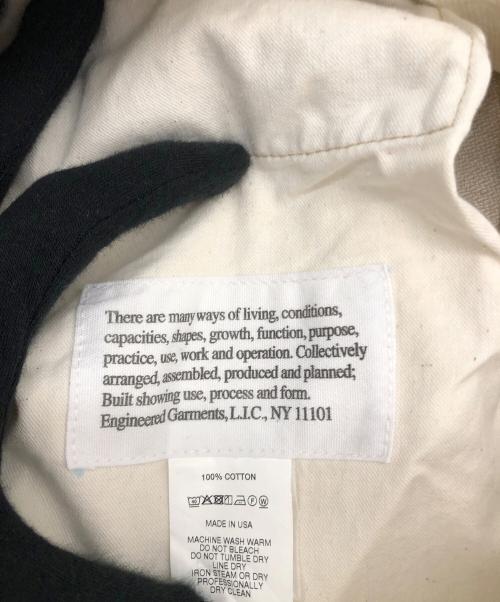 There are many ways of living, conditions,
capacities, shapes, growth, function, purpose,
practice, use, work and operation. Collectively
arranged, assembled, produced and planned;
Built showing use, process and form.
Engineered Garments, L.I.C., NY 11101
100% COTTON
MADE IN USA
MACHINE WASH WARM
DO NOT BLEACH
DO NOT TUMBLE DRY
LINE DRY
IRON STEAM OR DRY
PROFESSIONALLY
DRY CLEAN